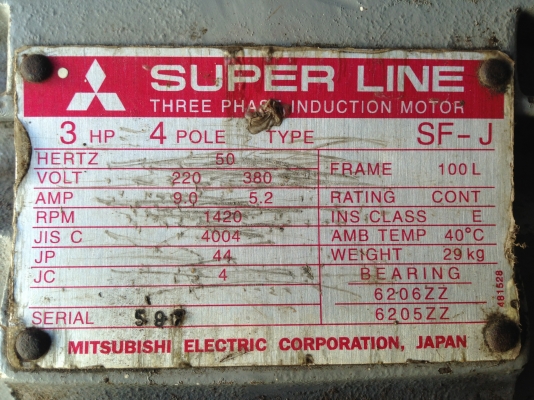 SUPER LINE
THREE PHASE INDUCTION MOTOR
3 HP 4 POLE TYPE SF-J
HERTZ 50
VOLT 220 380
AMP 9.0 5.2
RPM 1420
JIS C 4004
JP 44
JC 4
SERIAL
FRAME 100L
RATING CONT
INS CLASS E
AMB TEMP 40°C
WEIGHT 29kg
BEARING
6206ZZ
6205ZZ
481528
MITSUBISHI ELECTRIC CORPORATION, JAPAN